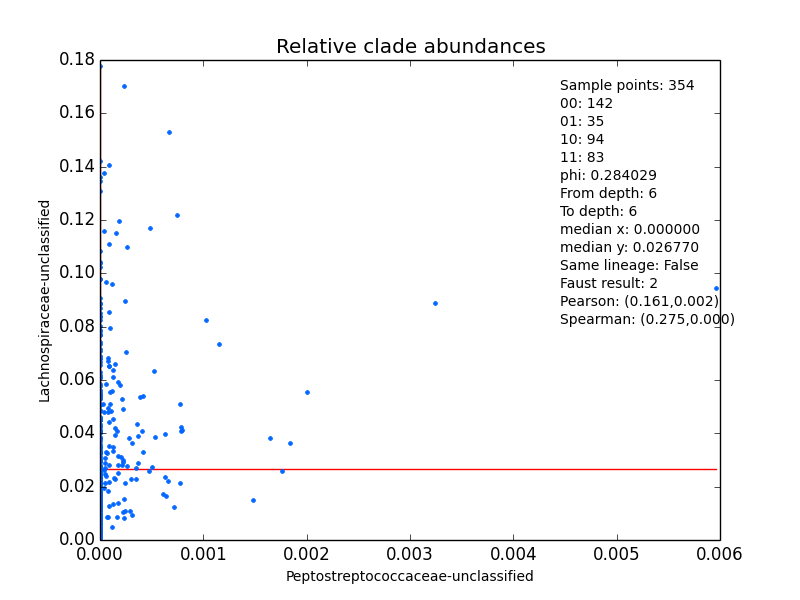 Relative clade abundances
0.18
0.16
0.14
0.12
0.10
0.08
0.06
0.04
0.02
0.00
Lachnospiraceae-unclassified
Sample points: 354
00: 142
01: 35
10: 94
11: 83
phi: 0.284029
From depth: 6
To depth: 6
median x: 0.000000
median y: 0.026770
Same lineage: False
Faust result: 2
Pearson: (0.161,0.002)
Spearman: (0.275,0.000)
0.000 0.001 0.002 0.003 0.004 0.005 0.006
Peptostreptococcaceae-unclassified